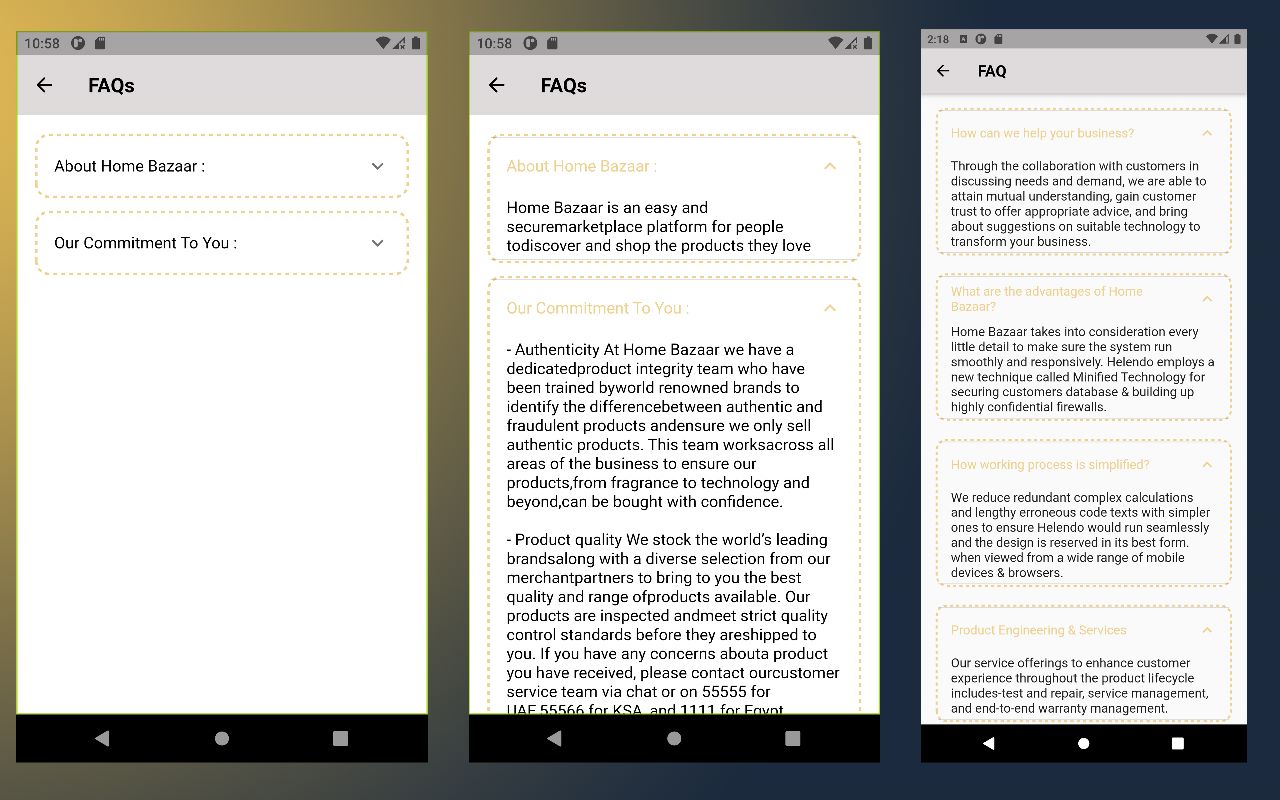 10:58
FAQs
About Home Bazaar :
Our Commitment To You :
10:58
FAQs
About Home Bazaar :
Home Bazaar is an easy and
securemarketplace platform for people
todiscover and shop the products they love
Our Commitment To You :
- Authenticity At Home Bazaar we have a
dedicatedproduct integrity team who have
been trained byworld renowned brands to
identify the differencebetween authentic and
fraudulent products andensure we only sell
authentic products. This team worksacross all
areas of the business to ensure our
products,from fragrance to technology and
beyond,can be bought with confidence.
- Product quality We stock the world’s leading
brandsalong with a diverse selection from our
merchantpartners to bring to you the best
quality and range ofproducts available. Our
products are inspected andmeet strict quality
control standards before they areshipped to
you. If you have any concerns abouta product
you have received, please contact ourcustomer
service team via chat or on 55555 for
UAE,55566 for KSA, and 1111 for Egypt
2:18
FAQ
How can we help your business?
Through the collaboration with customers in
discussing needs and demand, we are able to
attain mutual understanding, gain customer
trust to offer appropriate advice, and bring
about suggestions on suitable technology to
transform your business.
What are the advantages of Home
Bazaar?
Home Bazaar takes into consideration every
little detail to make sure the system run
smoothly and responsively. Helendo employs a
new technique called Minified Technology for
securing customers database & building up
highly confidential firewalls.
How working process is simplified?
We reduce redundant complex calculations
and lengthy erroneous code texts with simpler
ones to ensure Helendo would run seamlessly
and the design is reserved in its best form.
when viewed from a wide range of mobile
devices & browsers.
Product Engineering & Services
Our service offerings to enhance customer
experience throughout the product lifecycle
includes-test and repair, service management,
and end-to-end warranty management.